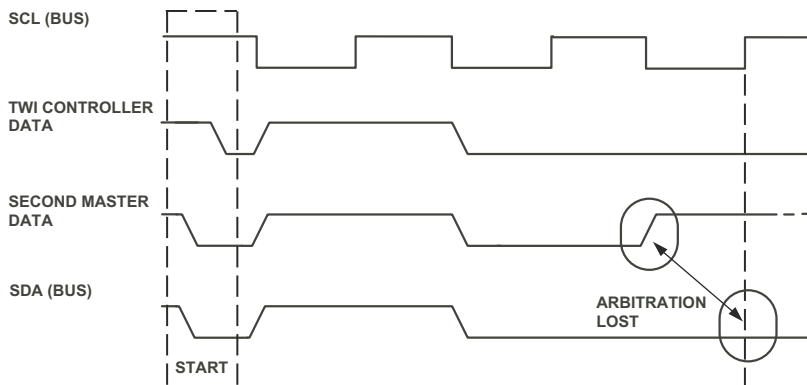 SCL (BUS)
TWI CONTROLLER
DATA
SECOND MASTER
DATA
SDA (BUS)
ARBITRATION
LOST
START